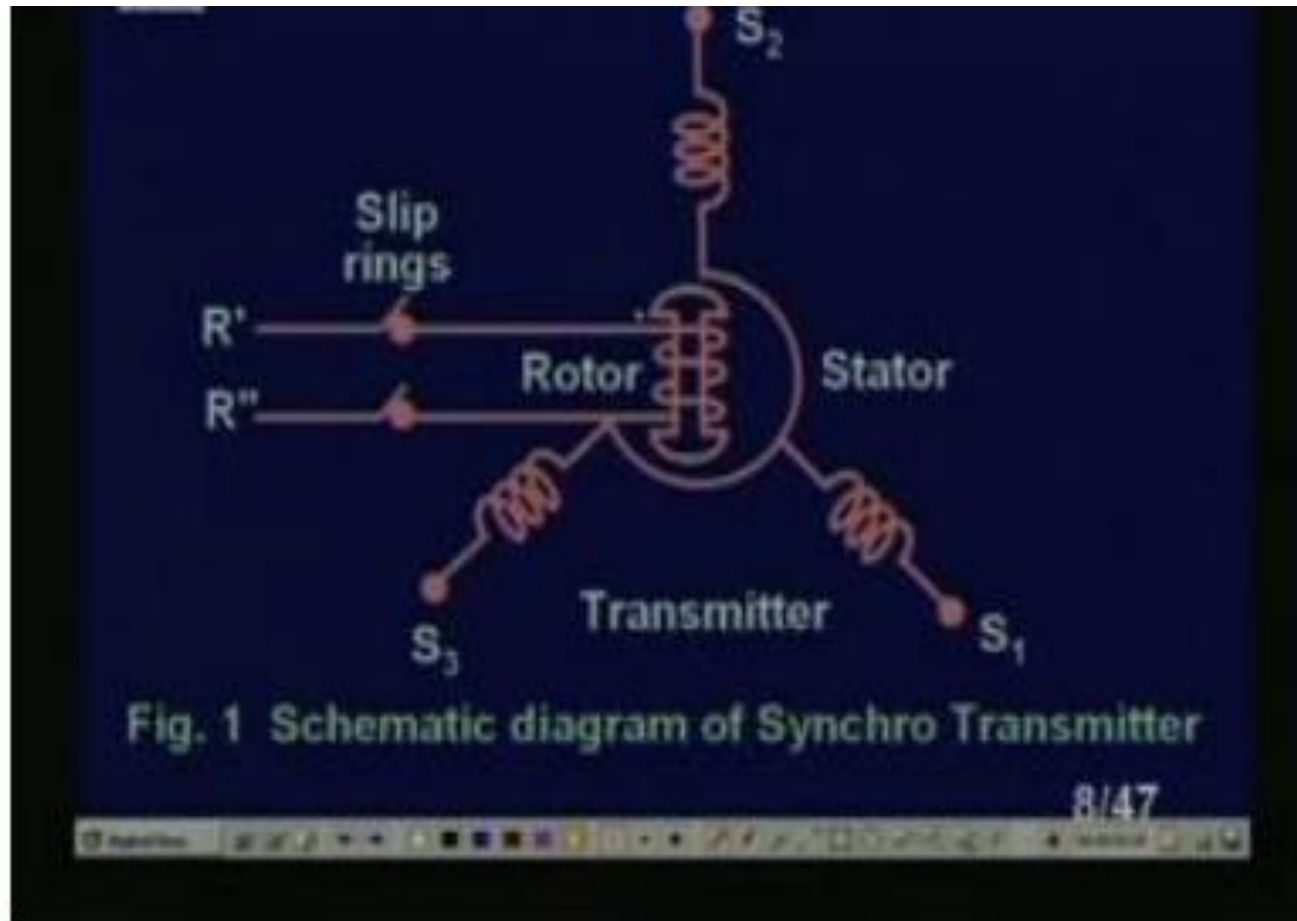 S₂
Slip
rings
R'
Rotor
Stator
R"
Transmitter
S₃
S₁
Fig. 1 Schematic diagram of Synchro Transmitter
8/47